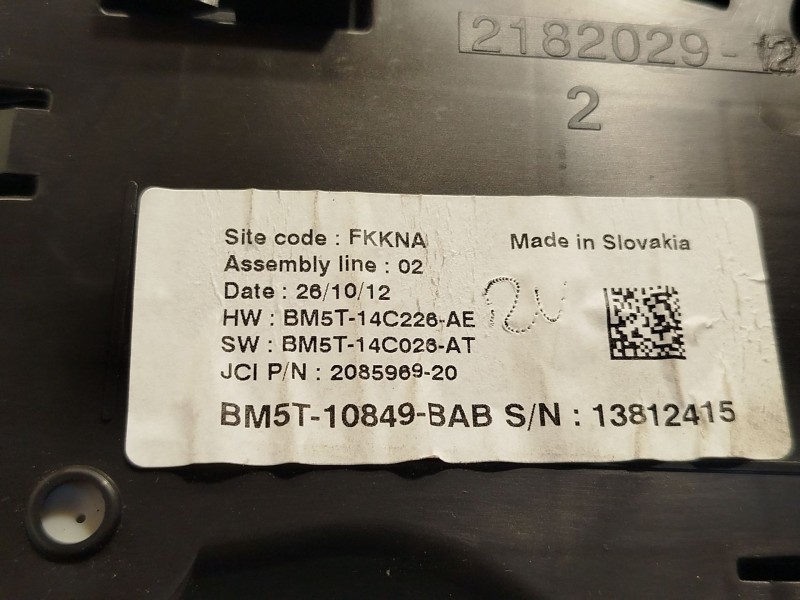 2182029-12
2
Site code : FKKNA
Made in Slovakia
Assembly line : 02
Date : 26/10/12
HW : BM5T-14C226-AE
SW : BM5T-14C026-AT
JCI P/N : 2085969-20
BM5T-10849-BAB S/N : 13812415